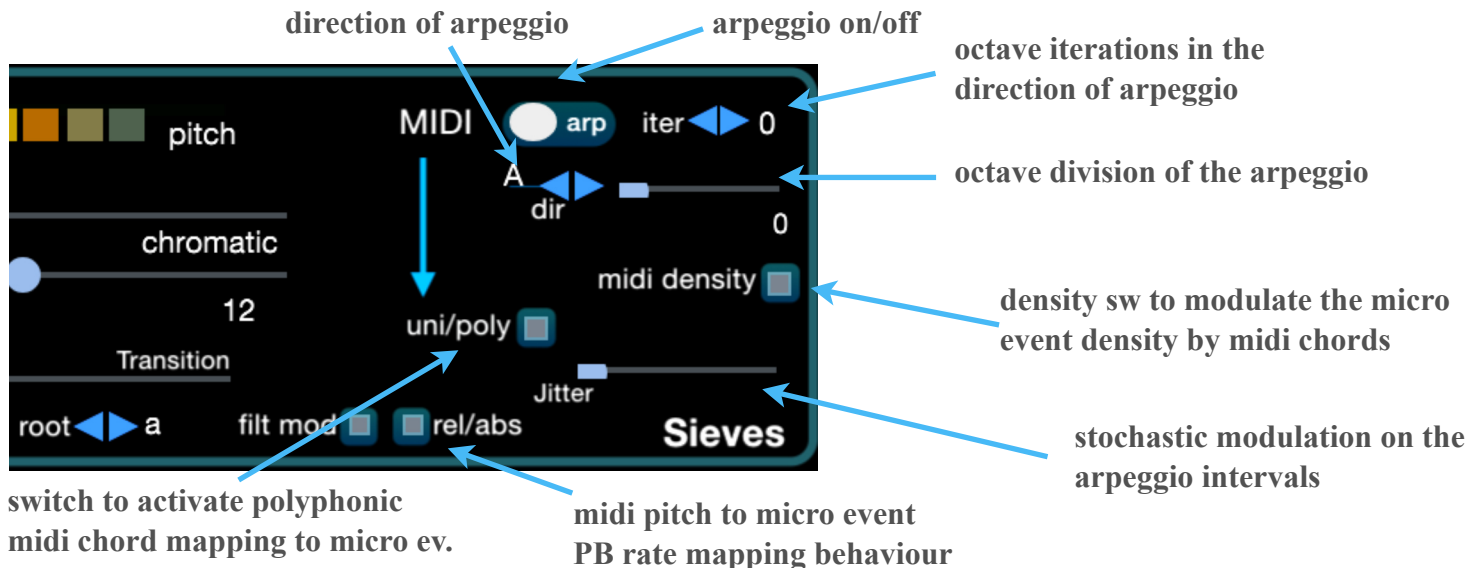 direction of arpeggio
arpeggio on/off
octave iterations in the
direction of arpeggio
pitch
MIDI
arp
iter
0
A
dir
octave division of the arpeggio
0
chromatic
midi density
12
uni/poly
density sw to modulate the micro
event density by midi chords
Transition
Jitter
root
a
filt mod
rel/abs
Sieves
stochastic modulation on the
arpeggio intervals
switch to activate polyphonic
midi chord mapping to micro ev.
midi pitch to micro event
PB rate mapping behaviour